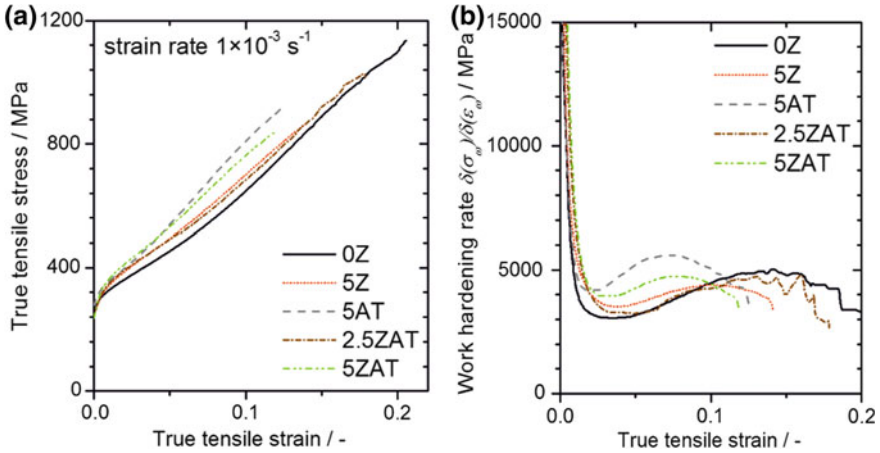 (a)
strain rate 1×10⁻³ s⁻¹
1200
800
400
0
True tensile stress / MPa
0Z
5Z
5AT
2.5ZAT
5ZAT
0.0 0.1 0.2
True tensile strain / -
(b)
15000
10000
5000
0
Work hardening rate δ(σω)/δ(εω) / MPa
0Z
5Z
5AT
2.5ZAT
5ZAT
0.0 0.1 0.2
True tensile strain / -